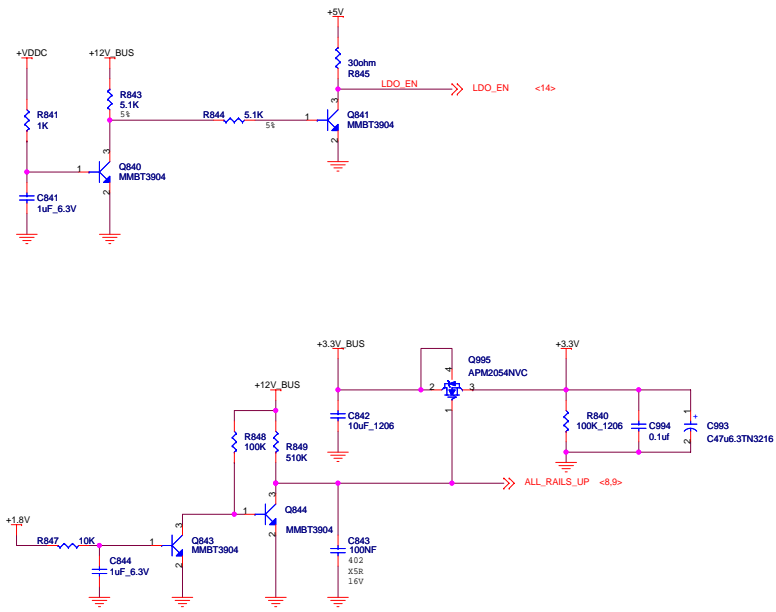 +5V
+VDDC
+12V_BUS
30ohm
R845
LDO_EN
LDO_EN
<14>
R843
5.1K
5%
R841
1K
R844
5.1K
5%
3
1
2
Q841
MMBT3904
3
1
2
Q840
MMBT3904
C841
1uF_6.3V
+3.3V_BUS
+3.3V
Q995
APM2054NVC
4
2
3
1
+12V_BUS
C842
10uF_1206
R840
100K_1206
C994
0.1uf
1
+
2
C993
C47u6.3TN3216
R848
100K
R849
510K
ALL_RAILS_UP
<8,9>
3
1
2
Q844
MMBT3904
+1.8V
R847
10K
3
1
2
Q843
MMBT3904
C843
100NF
402
X5R
16V
C844
1uF_6.3V